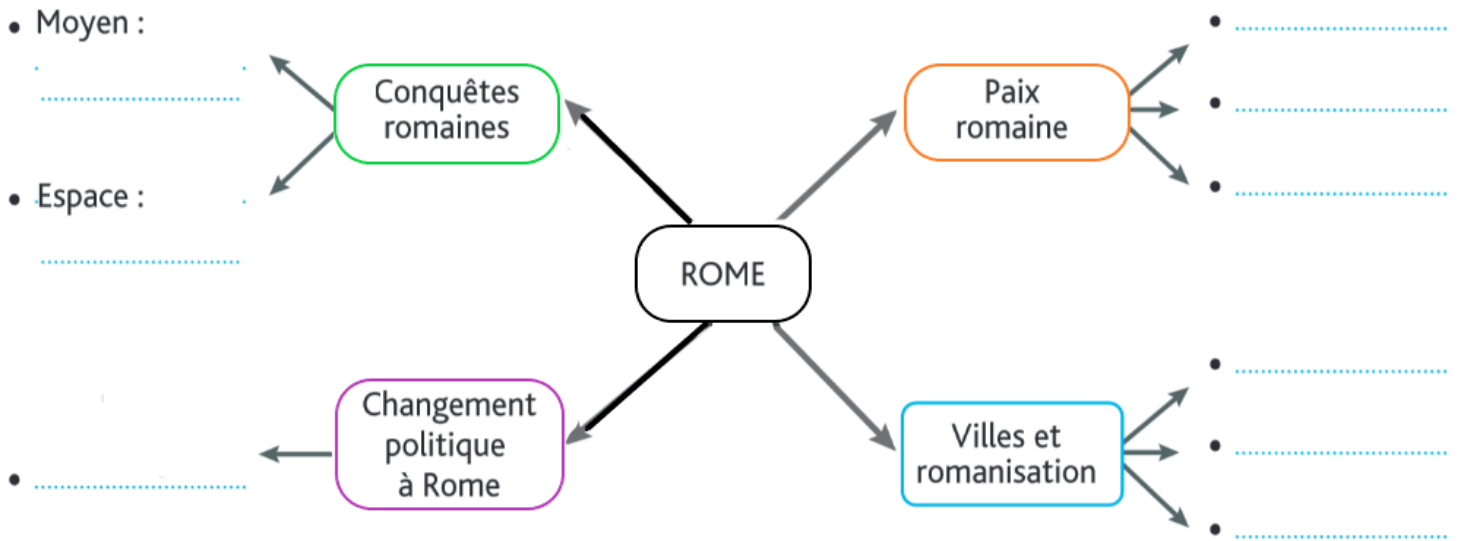 • Moyen :
Conquêtes
romaines
• Espace :
Paix
romaine
ROME
Changement
politique
à Rome
Villes et
romanisation